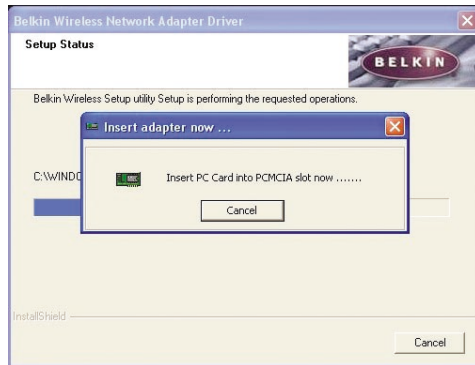 Belkin Wireless Network Adapter Driver
Setup Status
BELKIN
Belkin Wireless Setup utility Setup is performing the requested operations.
Insert adapter now ...
C:\WIND
Insert PC Card into PCMCIA slot now .......
Cancel
InstallShield
Cancel